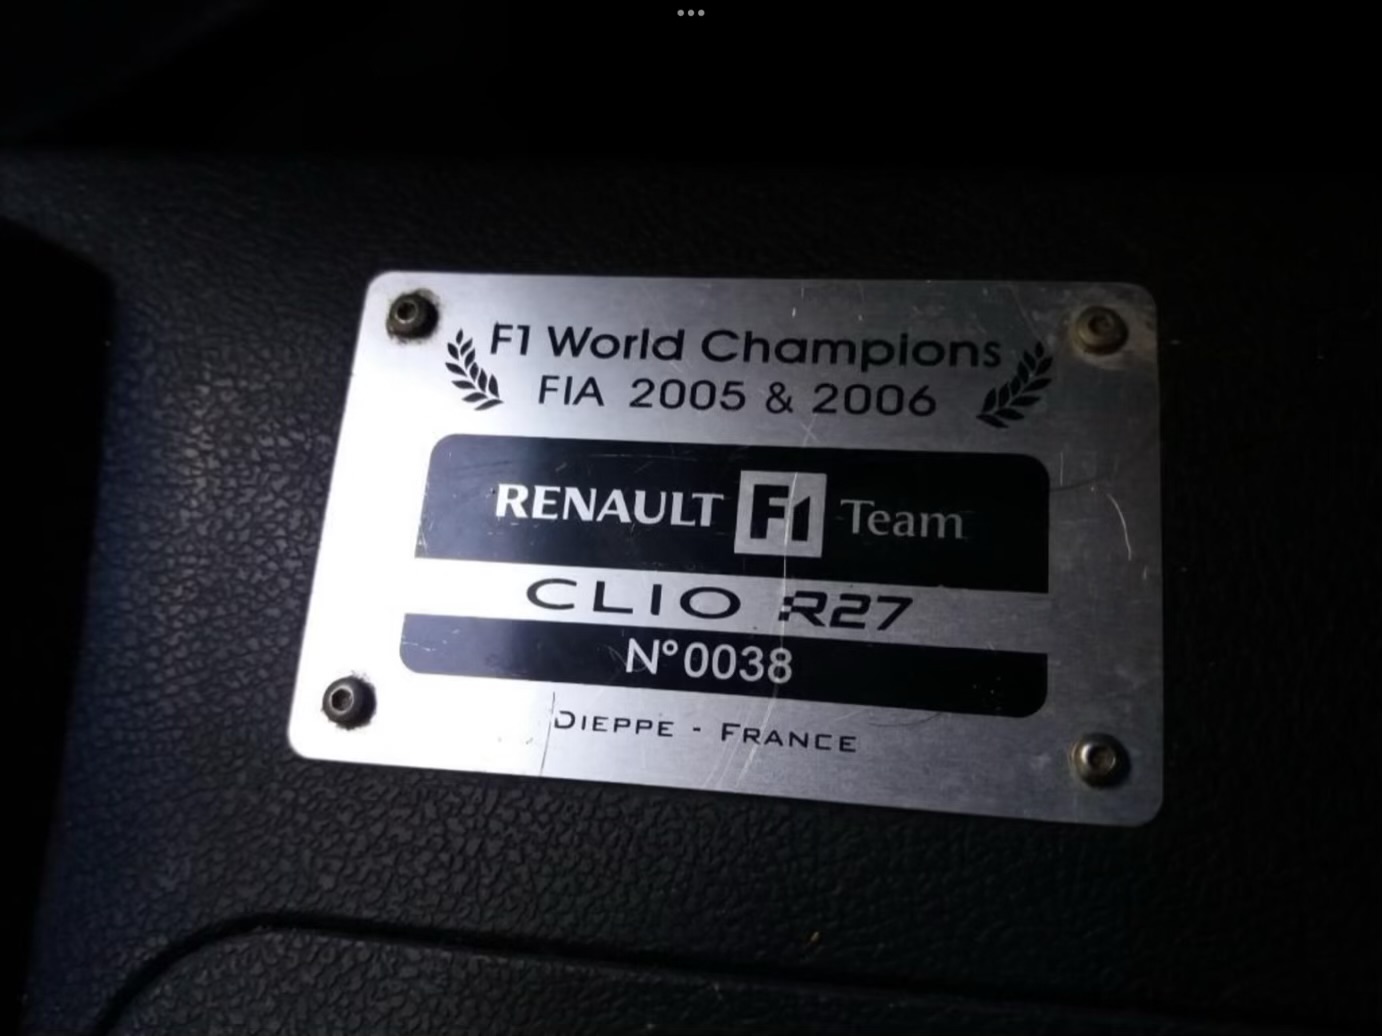 F1 World Champions
FIA 2005 & 2006
RENAULT F1 Team
CLIO R27
N°0038
DIEPPE - FRANCE